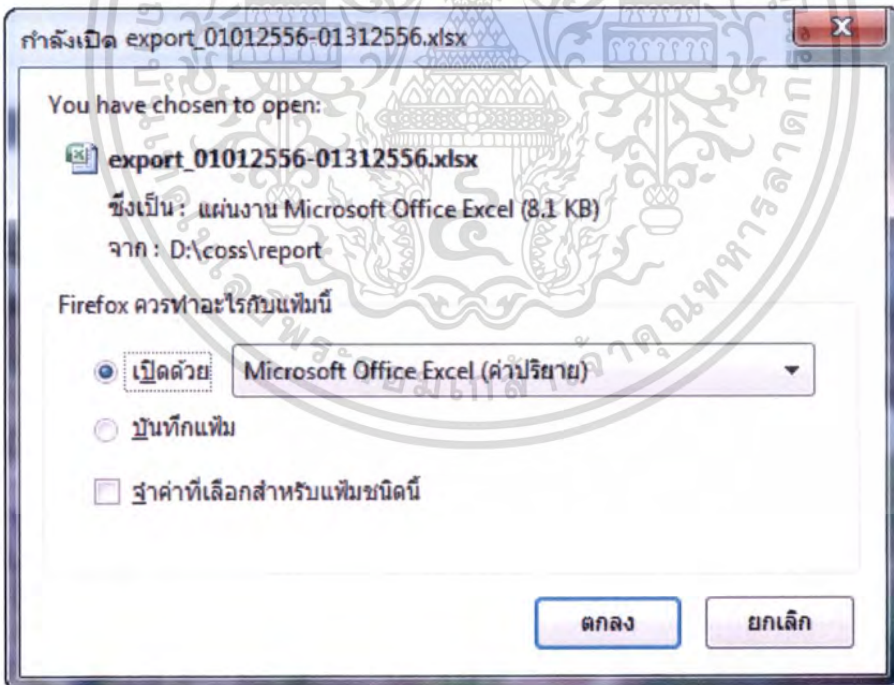 กำลังเปิด export_01012556-01312556.xlsx
You have chosen to open:
export_01012556-01312556.xlsx
ซึ่งเป็น : แผ่นงาน Microsoft Office Excel (8.1 KB)
จาก : D:\coss\report
Firefox ควรทำอะไรกับแฟ้มนี้
เปิดด้วย Microsoft Office Excel (ค่าปริยาย)
บันทึกแฟ้ม
จำค่าที่เลือกสำหรับแฟ้มชนิดนี้
ตกลง ยกเลิก